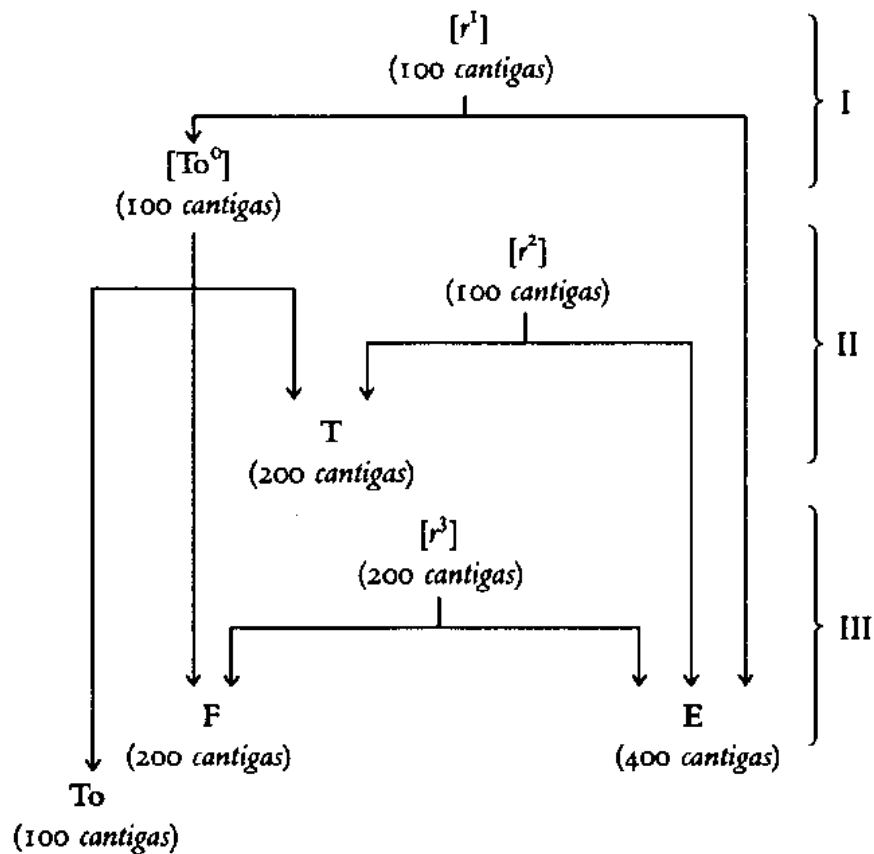 [r¹]
(100 cantigas)
I
[To⁰]
(100 cantigas)
[r²]
(100 cantigas)
II
T
(200 cantigas)
[r³]
(200 cantigas)
III
F
(200 cantigas)
E
(400 cantigas)
To
(100 cantigas)